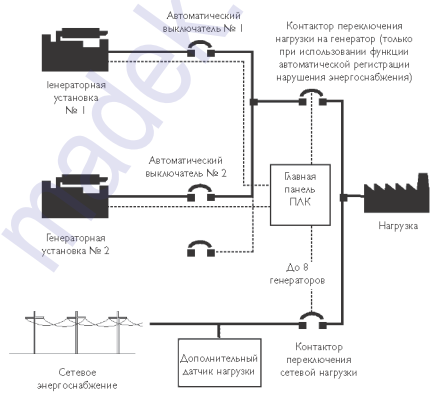 Автоматический
выключатель № 1
Контактор переключения
нагрузки на генератор (только
при использовании функции
автоматической регистрации
нарушения энергоснабжения)
Генераторная
установка
№ 1
Автоматический
выключатель № 2
Главная
панель
ПЛК
Нагрузка
Генераторная
установка № 2
До 8
генераторов
Сетевое
энергоснабжение
Дополнительный
датчик нагрузки
Контактор
переключения
сетевой нагрузки
madek.